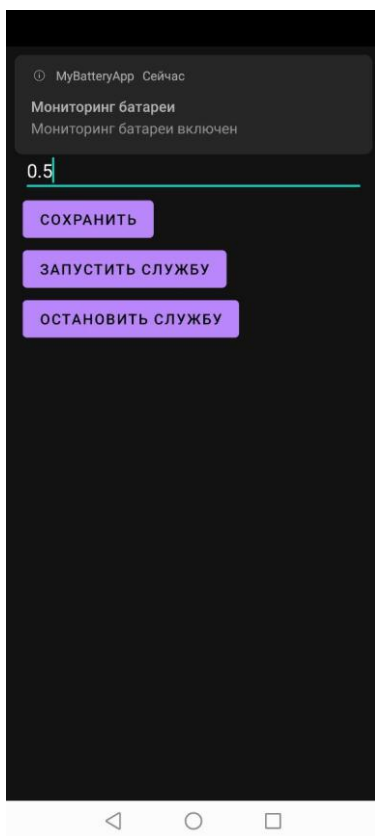 MyBatteryApp Сейчас
Мониторинг батареи
Мониторинг батареи включен
0.5
СОХРАНИТЬ
ЗАПУСТИТЬ СЛУЖБУ
ОСТАНОВИТЬ СЛУЖБУ